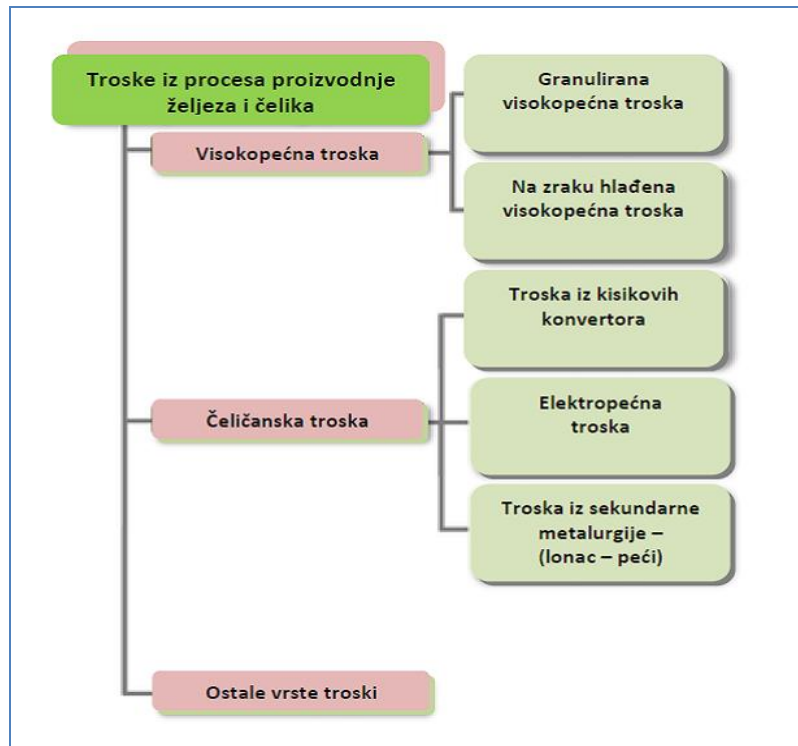 Troske iz procesa proizvodnje
željeza i čelika
Visokopećna troska
Granulirana
visokopećna troska
Na zraku hlađena
visokopećna troska
Čeličanska troska
Troska iz kisikovih
konvertora
Elektropećna
troska
Troska iz sekundarne
metalurgije –
(lonac – peći)
Ostale vrste troski